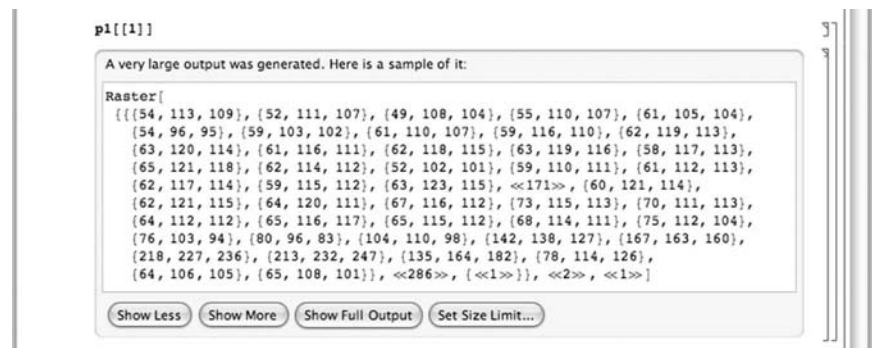 p1[[1]]
A very large output was generated. Here is a sample of it:
Raster[
{{{54, 113, 109}, {52, 111, 107}, {49, 108, 104}, {55, 110, 107}, {61, 105, 104},
{54, 96, 95}, {59, 103, 102}, {61, 110, 107}, {59, 116, 110}, {62, 119, 113},
{63, 120, 114}, {61, 116, 111}, {62, 118, 115}, {63, 119, 116}, {58, 117, 113},
{65, 121, 118}, {62, 114, 112}, {52, 102, 101}, {59, 110, 111}, {61, 112, 113},
{62, 117, 114}, {59, 115, 112}, {63, 123, 115}, ≪171≫, {60, 121, 114},
{62, 121, 115}, {64, 120, 111}, {67, 116, 112}, {73, 115, 113}, {70, 111, 113},
{64, 112, 112}, {65, 116, 117}, {65, 115, 112}, {68, 114, 111}, {75, 112, 104},
{76, 103, 94}, {80, 96, 83}, {104, 110, 98}, {142, 138, 127}, {167, 163, 160},
{218, 227, 236}, {213, 232, 247}, {135, 164, 182}, {78, 114, 126},
{64, 106, 105}, {65, 108, 101}}, ≪286≫, {≪1≫}}, ≪2≫, ≪1≫]
Show Less Show More Show Full Output Set Size Limit...